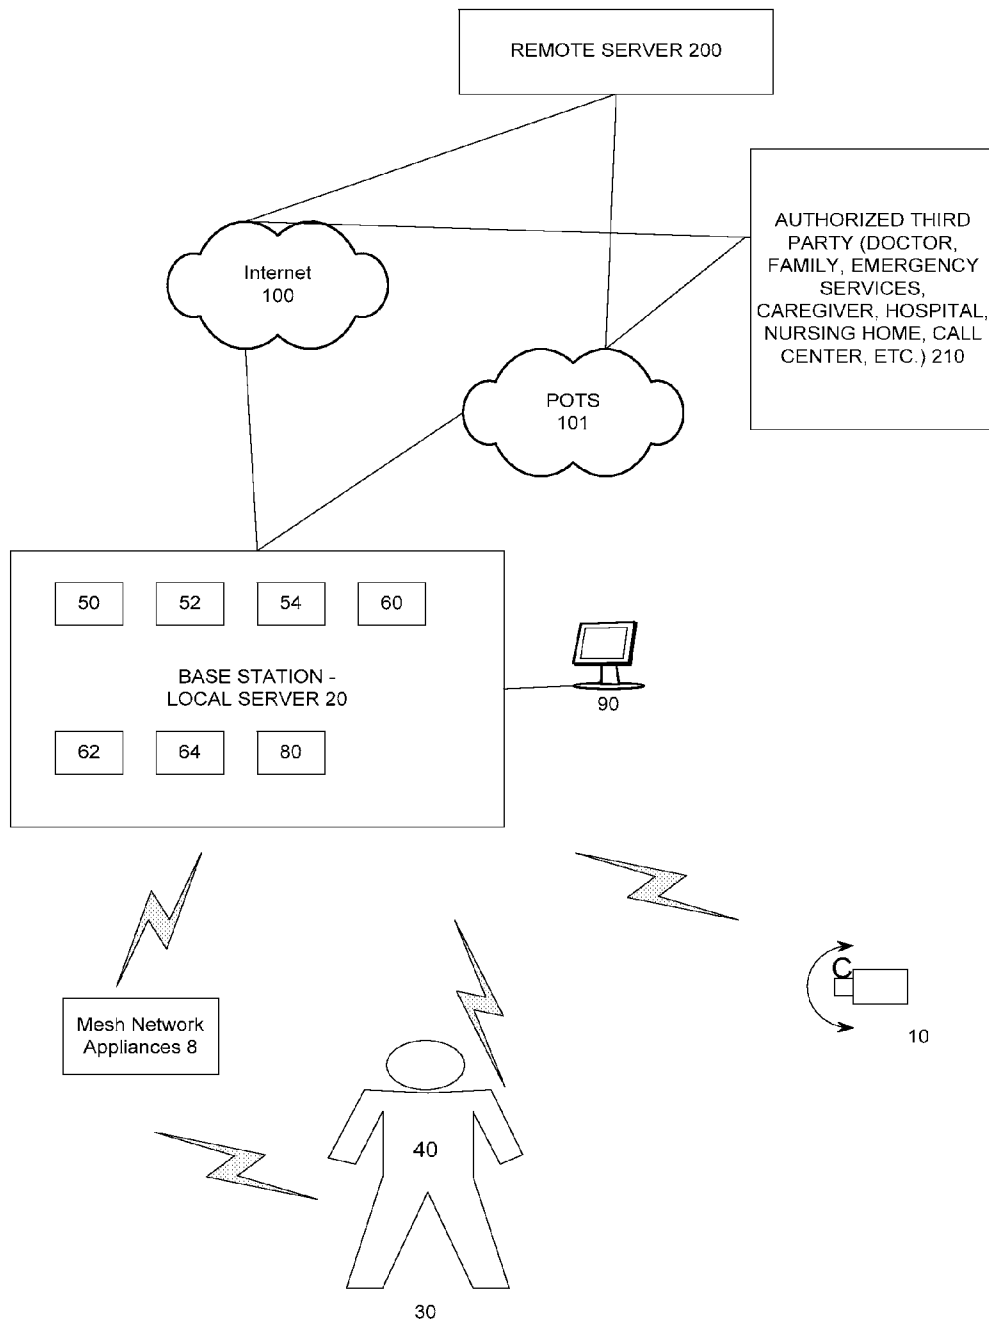 REMOTE SERVER 200
AUTHORIZED THIRD
PARTY (DOCTOR,
FAMILY, EMERGENCY
SERVICES,
CAREGIVER, HOSPITAL,
NURSING HOME, CALL
CENTER, ETC.) 210
Internet
100
POTS
101
50
52
54
60
BASE STATION -
LOCAL SERVER 20
62
64
80
90
C
10
Mesh Network
Appliances 8
40
30